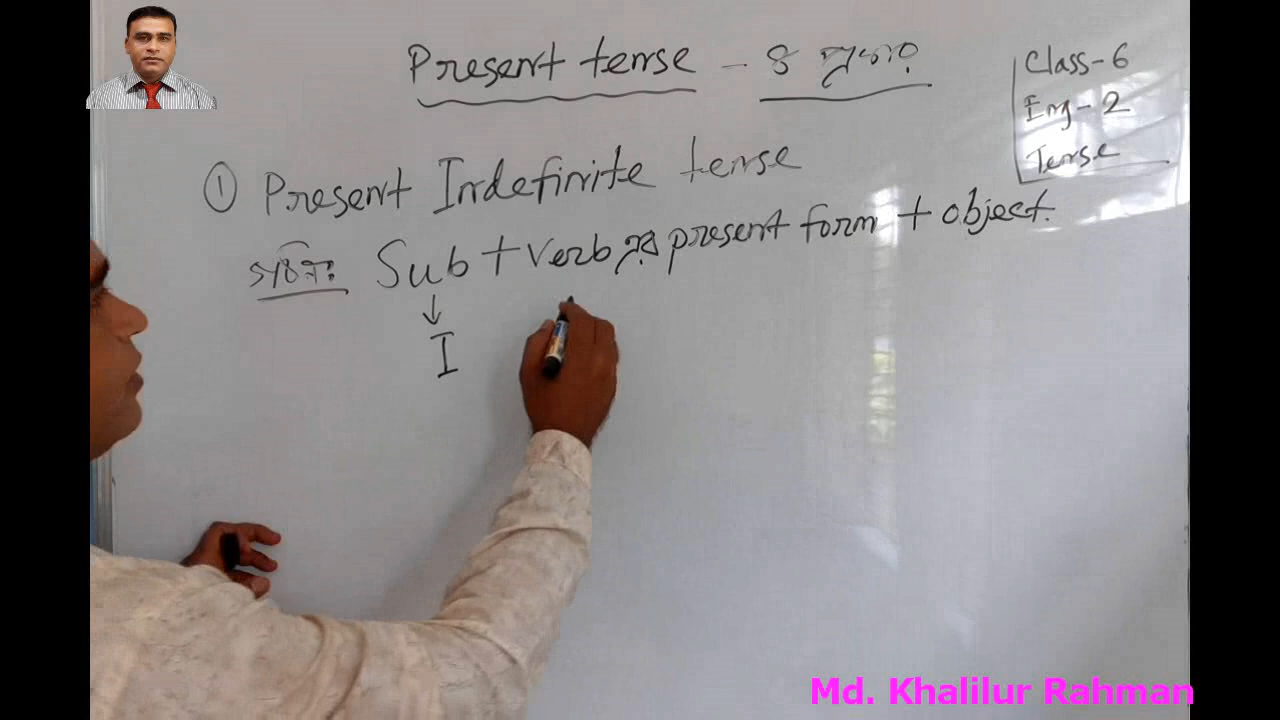 Present tense - ৪ প্রকার
Class-6
Eng-2
Tense
① Present Indefinite tense
গঠনঃ Sub + Verb এর present form + object.
↓
I
Md. Khalilur Rahman